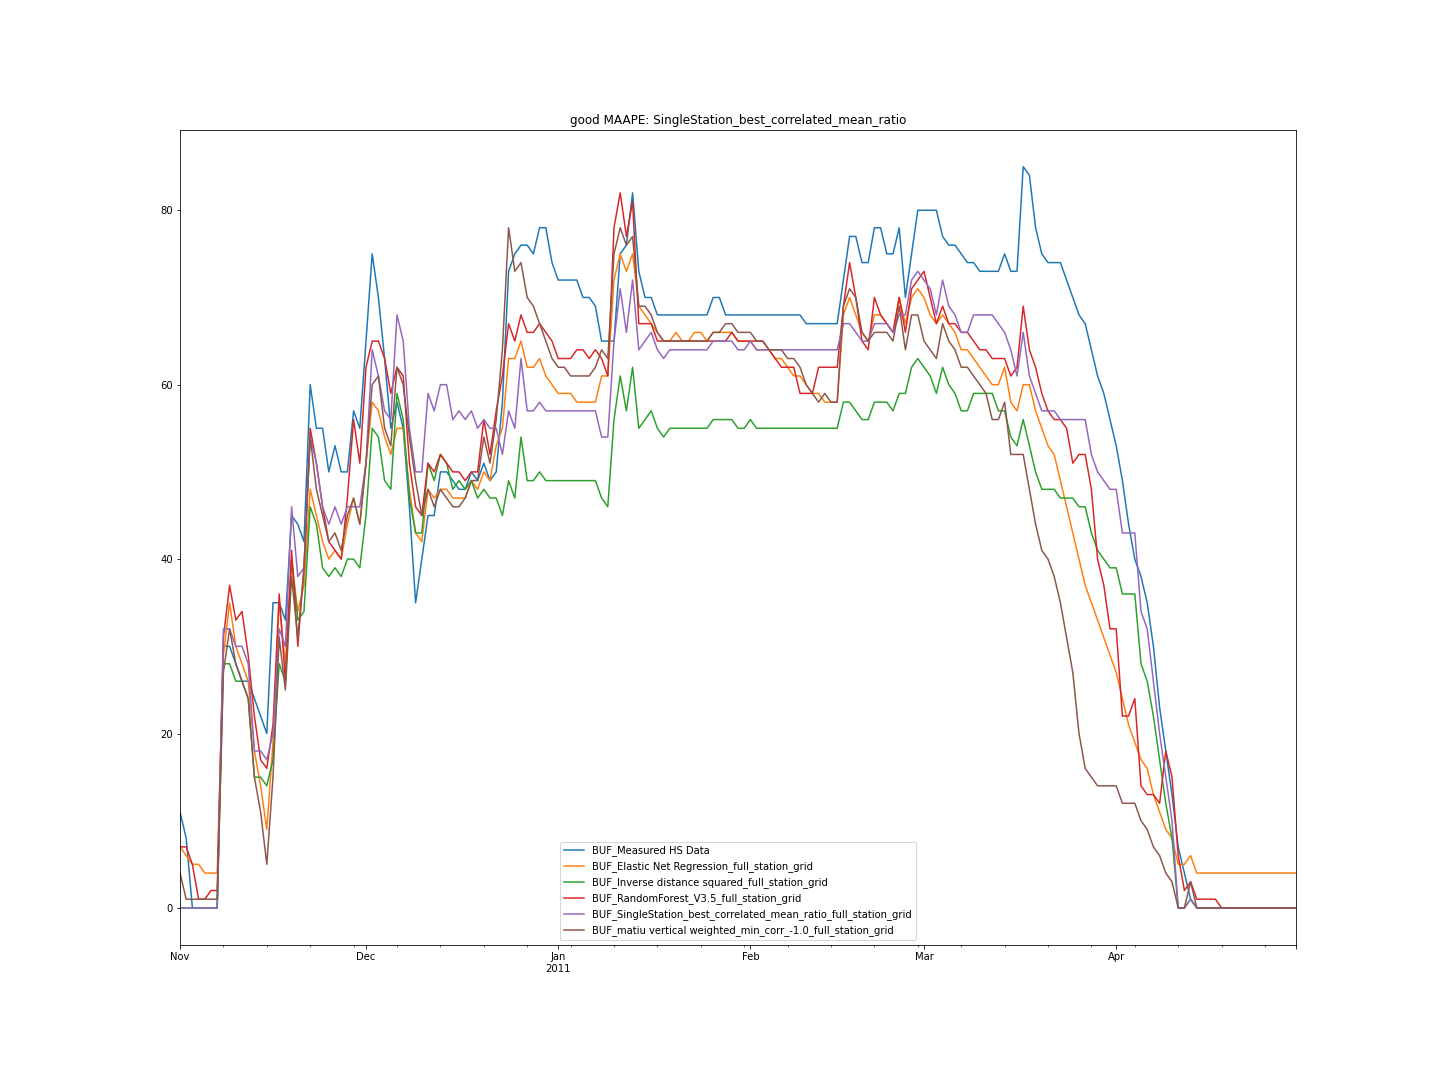 good MAAPE: SingleStation_best_correlated_mean_ratio
80
60
40
20
0
BUF_Measured HS Data
BUF_Elastic Net Regression_full_station_grid
BUF_Inverse distance squared_full_station_grid
BUF_RandomForest_V3.5_full_station_grid
BUF_SingleStation_best_correlated_mean_ratio_full_station_grid
BUF_matiu vertical weighted_min_corr_-1.0_full_station_grid
Nov Dec Jan Feb Mar Apr
2011